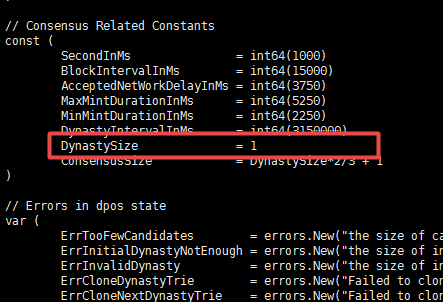 // Consensus Related Constants
const (
SecondInMs = int64(1000)
BlockIntervalInMs = int64(15000)
AcceptedNetWorkDelayInMs = int64(3750)
MaxMintDurationInMs = int64(5250)
MinMintDurationInMs = int64(2250)
DynastyIntervalInMs = int64(3150000)
DynastySize = 1
ConsensusSize = DynastySize*2/3 + 1
)
// Errors in dpos state
var (
ErrTooFewCandidates = errors.New("the size of ca
ErrInitialDynastyNotEnough = errors.New("the size of in
ErrInvalidDynasty = errors.New("the size of in
ErrCloneDynastyTrie = errors.New("Failed to clon
ErrCloneNextDynastyTrie = errors.New("Failed to clon